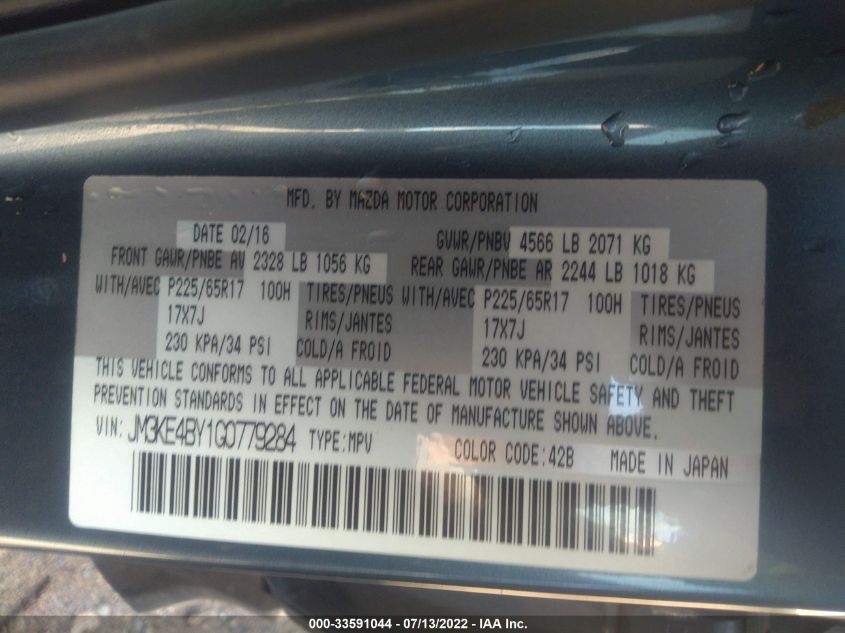 MFD. BY MAZDA MOTOR CORPORATION
DATE 02/16 GVWR/PNBV 4566 LB 2071 KG
FRONT GAWR/PNBE AV 2328 LB 1056 KG REAR GAWR/PNBE AR 2244 LB 1018 KG
WITH/AVEC P225/65R17 100H TIRES/PNEUS WITH/AVEC P225/65R17 100H TIRES/PNEUS
17X7J RIMS/JANTES 17X7J RIMS/JANTES
230 KPA/34 PSI COLD/A FROID 230 KPA/34 PSI COLD/A FROID
THIS VEHICLE CONFORMS TO ALL APPLICABLE FEDERAL MOTOR VEHICLE SAFETY AND THEFT
PREVENTION STANDARDS IN EFFECT ON THE DATE OF MANUFACTURE SHOWN ABOVE.
VIN: JM3KE4BY1G0779284 TYPE:MPV COLOR CODE:42B MADE IN JAPAN
000-33591044 - 07/13/2022 - IAA Inc.